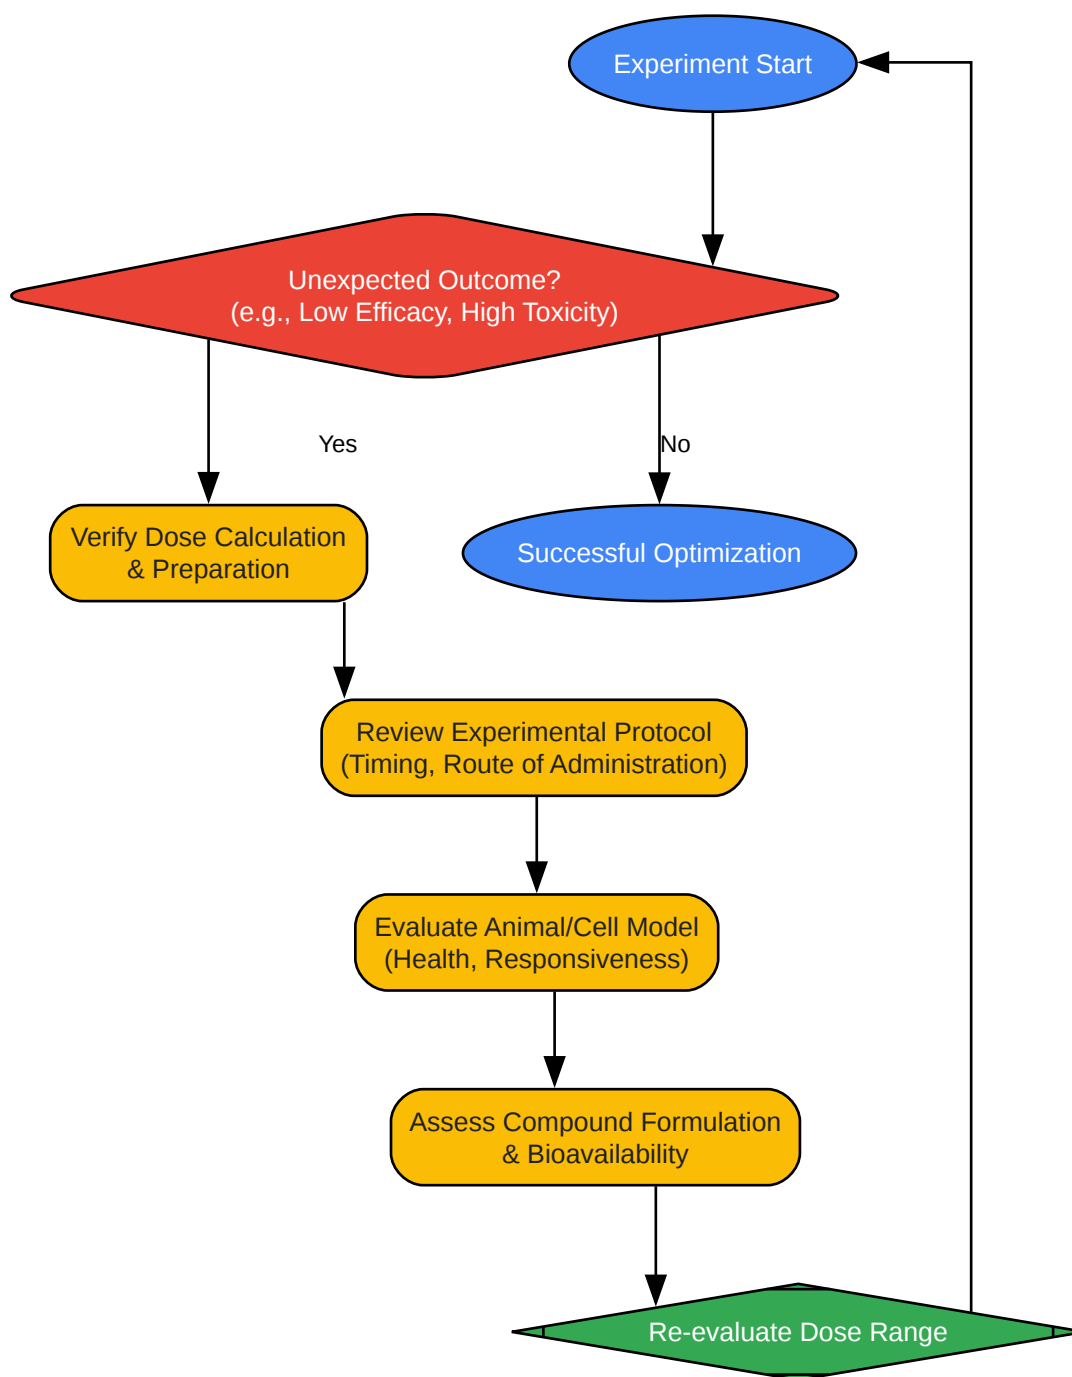 Experiment Start
Unexpected Outcome?
(e.g., Low Efficacy, High Toxicity)
Yes
No
Verify Dose Calculation
& Preparation
Successful Optimization
Review Experimental Protocol
(Timing, Route of Administration)
Evaluate Animal/Cell Model
(Health, Responsiveness)
Assess Compound Formulation
& Bioavailability
Re-evaluate Dose Range